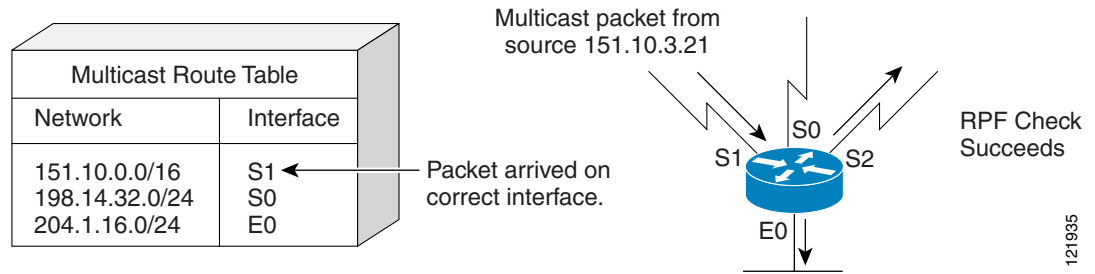 Multicast Route Table
Network Interface
151.10.0.0/16 S1
198.14.32.0/24 S0
204.1.16.0/24 E0
Packet arrived on
correct interface.
Multicast packet from
source 151.10.3.21
S0
S1
S2
E0
RPF Check
Succeeds
121935